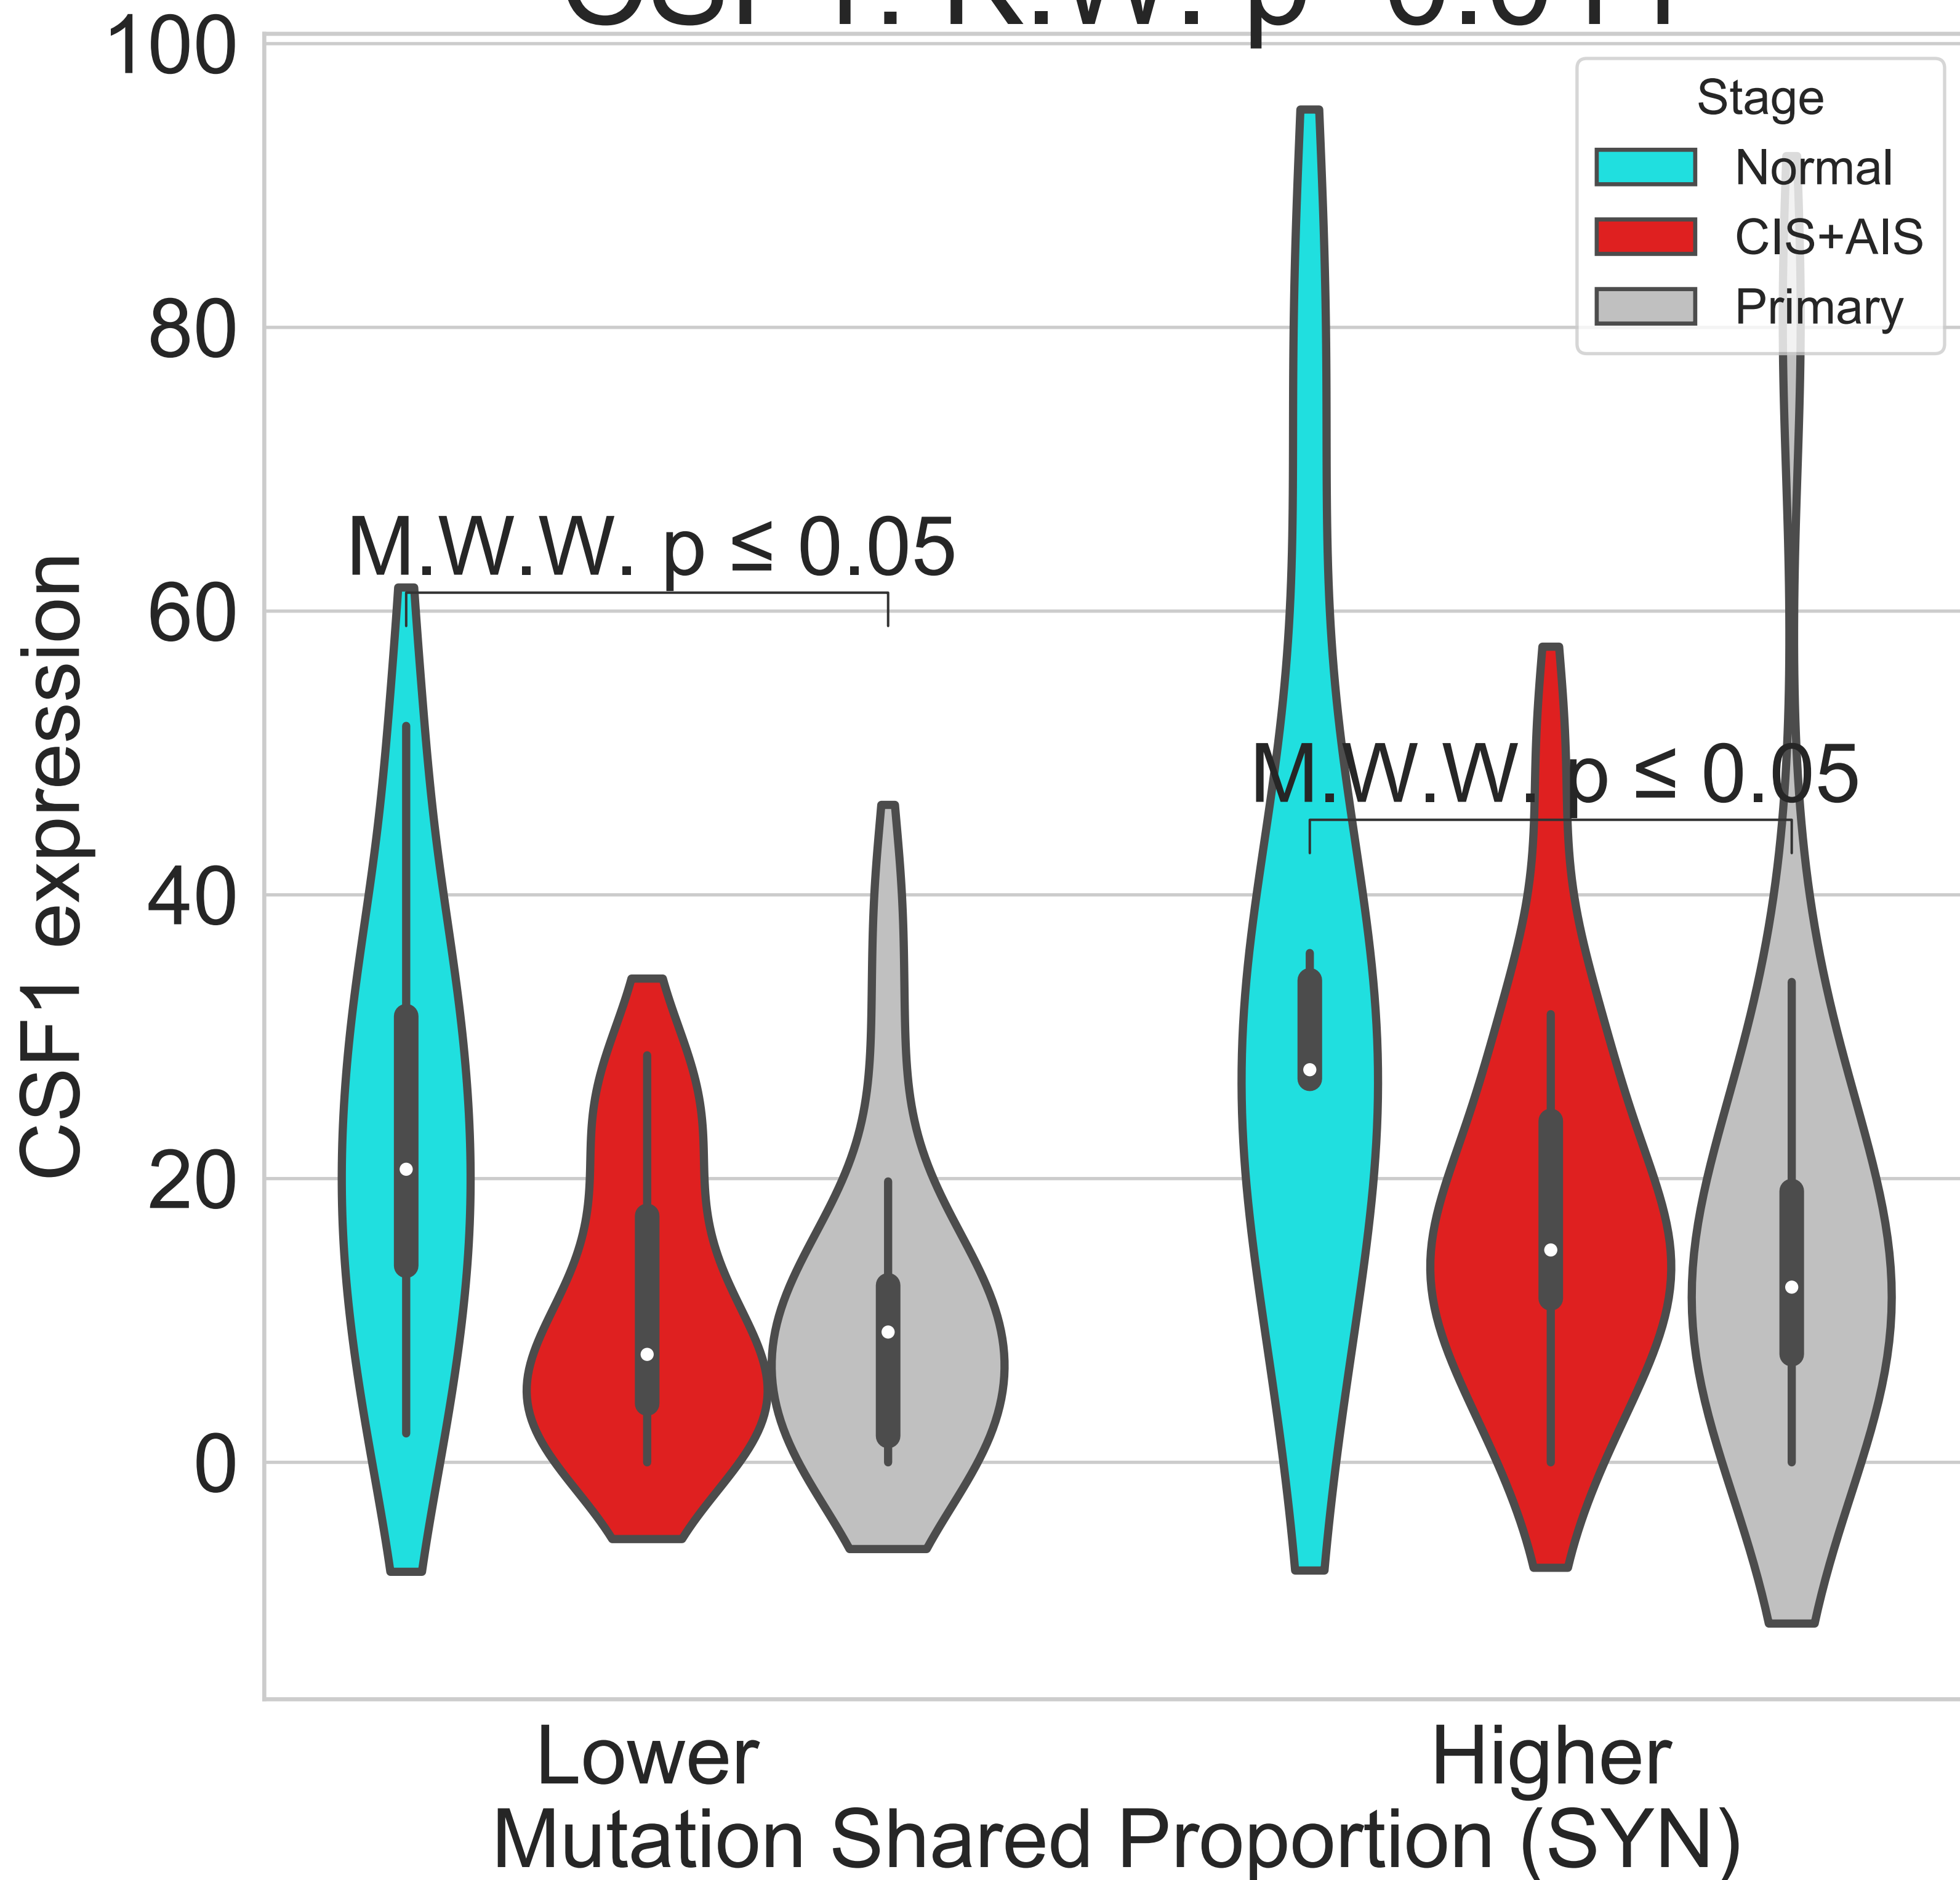 100
80
60
40
20
0
CSF1 expression
Stage
Normal
CIS+AIS
Primary
M.W.W. p ≤ 0.05
M.W.W. p ≤ 0.05
Lower Higher
Mutation Shared Proportion (SYN)